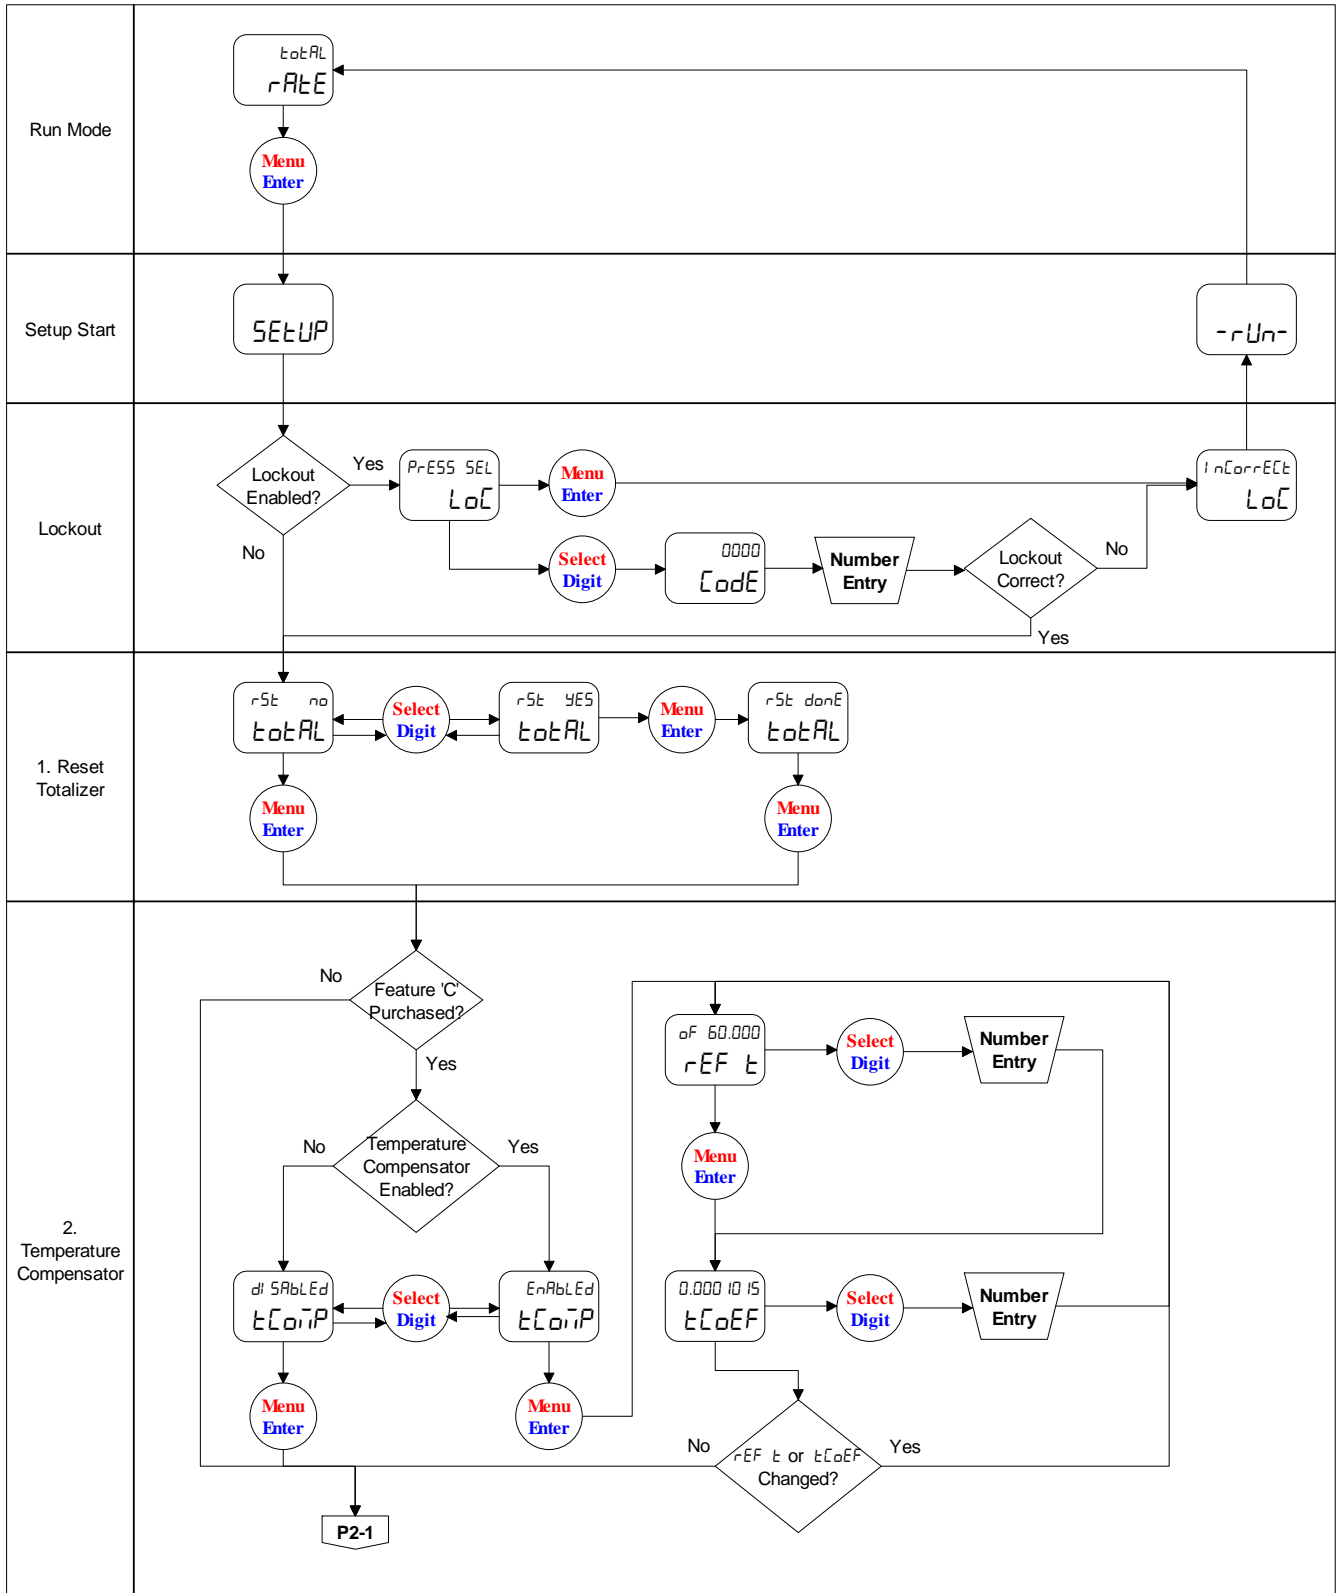 Run Mode
totAL
rAtE
Menu
Enter
Setup Start
SEtUP
-rUn-
Lockout
Lockout
Enabled?
Yes
No
PrESS SEL
LoC
Menu
Enter
InCorrECt
LoC
Select
Digit
0000
CodE
Number
Entry
Lockout
Correct?
No
Yes
1. Reset
Totalizer
rSt no
totAL
Select
Digit
rSt YES
totAL
Menu
Enter
rSt donE
totAL
Menu
Enter
Menu
Enter
2.
Temperature
Compensator
No
Feature 'C'
Purchased?
Yes
No
Temperature
Compensator
Enabled?
Yes
oF 60.000
rEF t
Select
Digit
Number
Entry
Menu
Enter
dISAbLEd
tComP
Select
Digit
EnAbLEd
tComP
0.0001015
tCoEF
Select
Digit
Number
Entry
Menu
Enter
Menu
Enter
No
rEF t or tCoEF
Changed?
Yes
P2-1